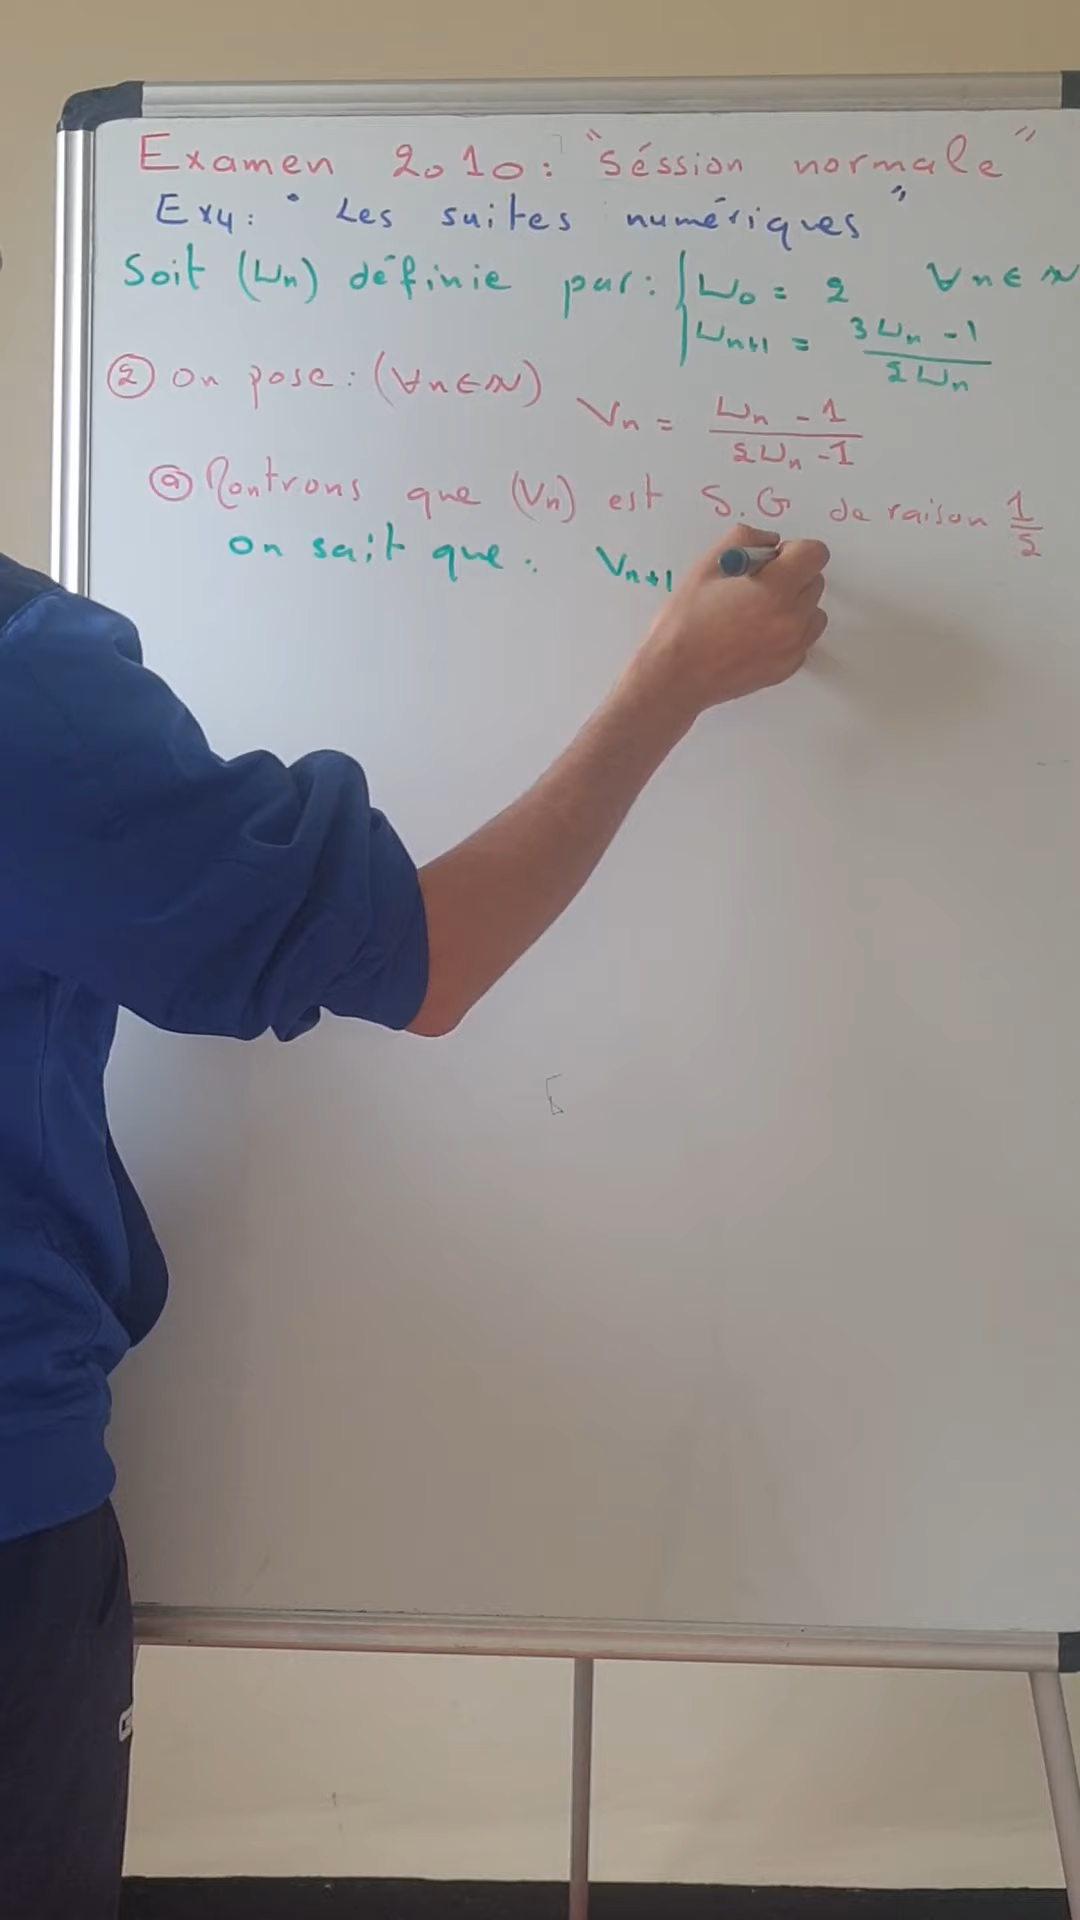 Examen 2010: "Séssion normale"
Ex4: "Les suites numériques"
Soit (Un) définie par: { U0 = 2 ∀n∈ℕ
Un+1 = (3Un - 1)/(2Un)
② On pose: (∀n∈ℕ) Vn = (Un - 1)/(2Un - 1)
ⓐ Montrons que (Vn) est S.G de raison 1/2
On sait que: Vn+1